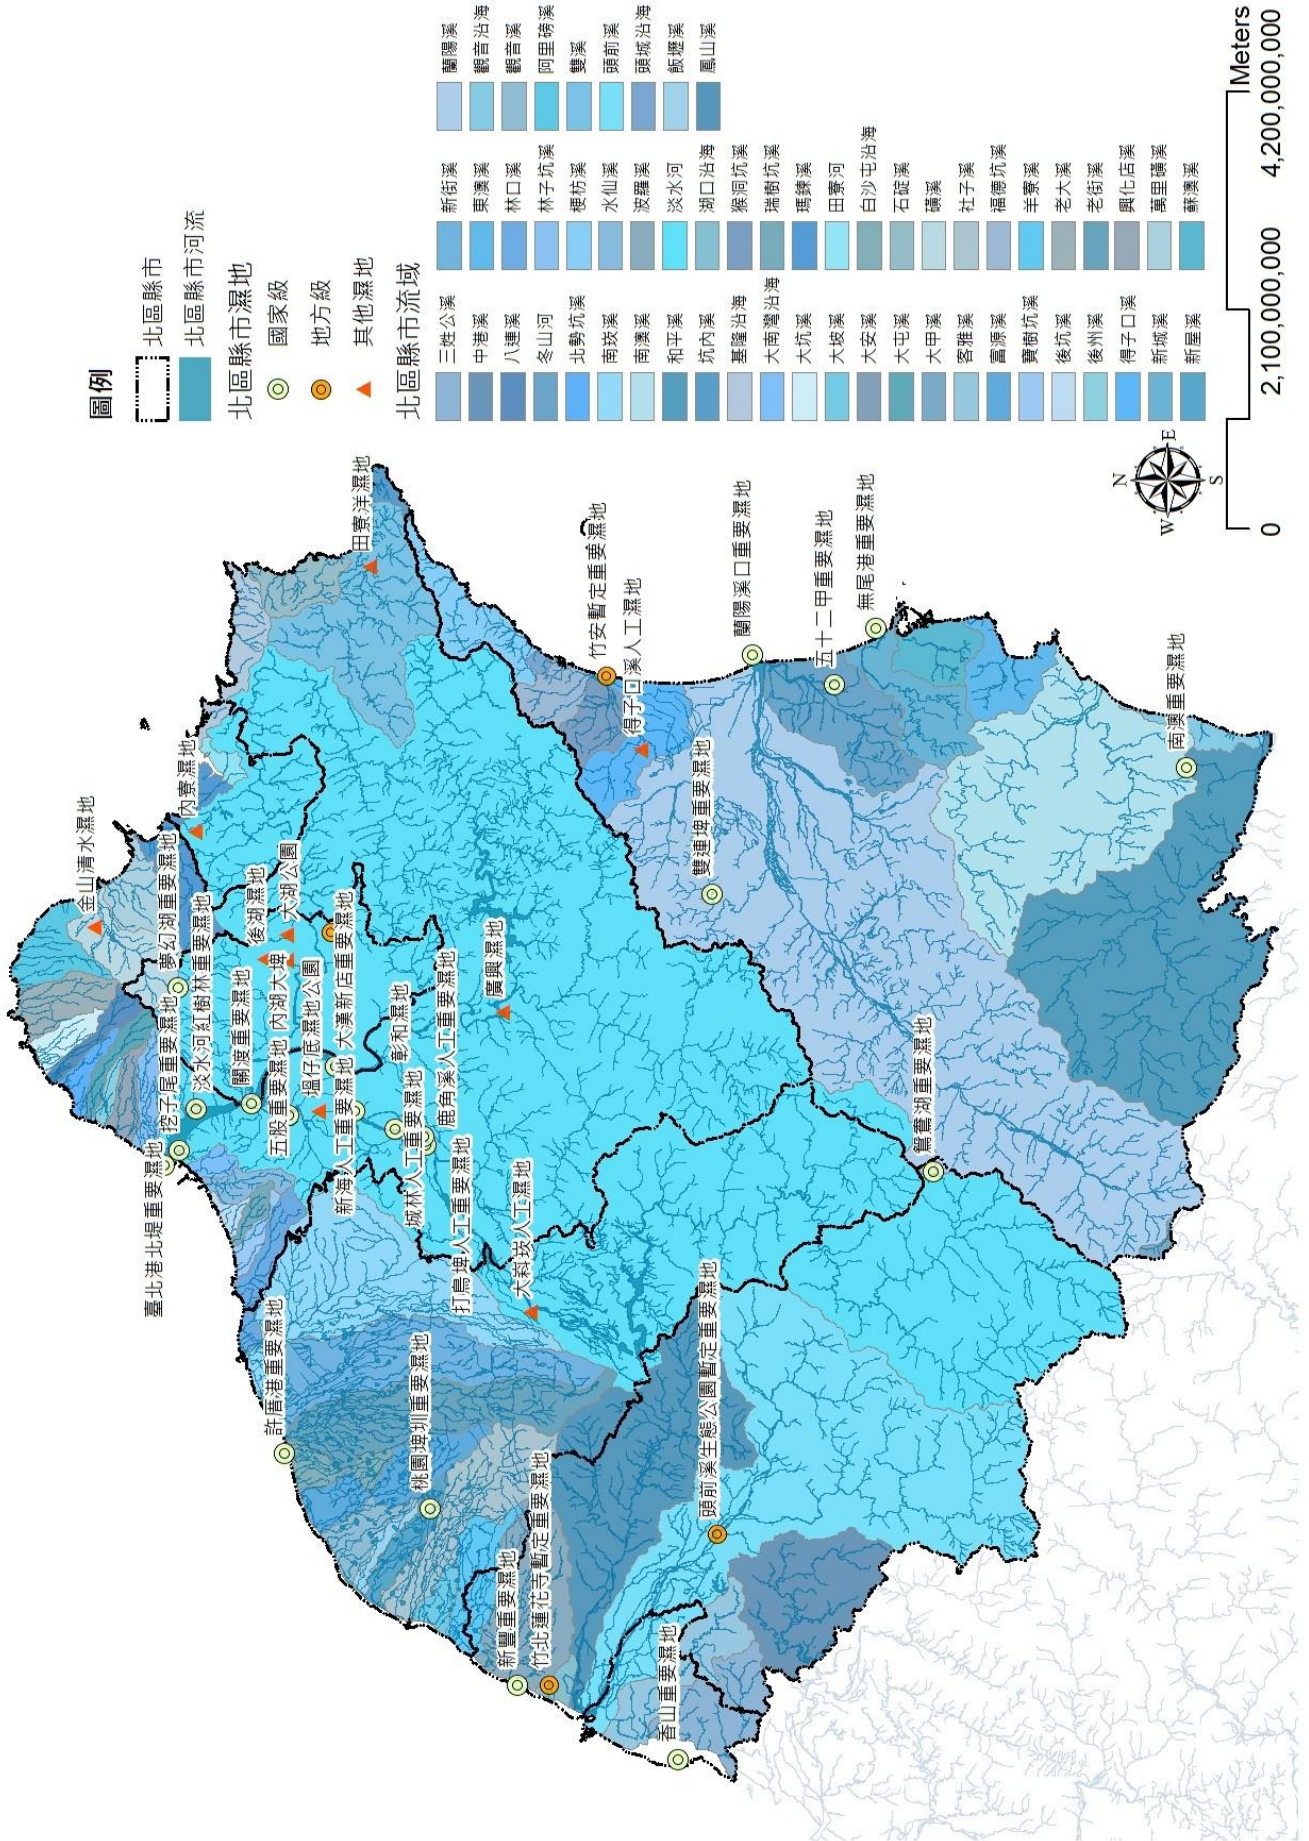 圖例
北區縣市
北區縣市河流
北區縣市濕地
國家級
地方級
其他濕地
北區縣市流域
三姓公溪
中港溪
八連溪
冬山河
北勢坑溪
南崁溪
南澳溪
和平溪
坑內溪
基隆沿海
大南灣沿海
大坑溪
大坡溪
大安溪
大屯溪
大甲溪
客雅溪
富源溪
寶樹坑溪
後坑溪
後州溪
得子口溪
新城溪
新屋溪
新街溪
東澳溪
林口溪
林子坑溪
梗枋溪
水仙溪
波羅溪
淡水河
湖口沿海
猴洞坑溪
瑞樹坑溪
瑪鋉溪
田寮河
白沙屯沿海
石碇溪
磺溪
社子溪
福德坑溪
羊寮溪
老大溪
老街溪
興化店溪
萬里磺溪
蘇澳溪
蘭陽溪
觀音沿海
觀音溪
阿里磅溪
雙溪
頭前溪
頭城沿海
飯壢溪
鳳山溪
N
W
E
S
0
2,100,000,000
4,200,000,000
Meters
金山清水濕地
內寮濕地
田寮洋濕地
夢幻湖重要濕地
淡水河紅樹林重要濕地
挖子尾重要濕地
臺北港北堤重要濕地
關渡重要濕地
後湖濕地
大湖公園
內湖大埤
五股重要濕地
塭仔底濕地公園
大漢新店重要濕地
新海人工重要濕地
彰和濕地
城林人工重要濕地
鹿角溪人工重要濕地
打鳥埤人工重要濕地
廣興濕地
大料崁人工濕地
許厝港重要濕地
桃園埤圳重要濕地
新豐重要濕地
竹北蓮花寺暫定重要濕地
頭前溪生態公園暫定重要濕地
香山重要濕地
鴛鴦湖重要濕地
雙連埤重要濕地
竹安暫定重要濕地
得子口溪人工濕地
蘭陽溪口重要濕地
五十二甲重要濕地
無尾港重要濕地
南澳重要濕地